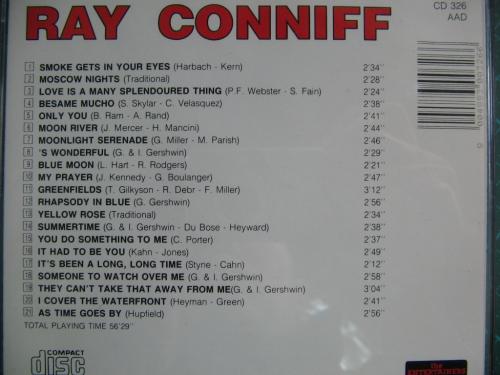 RAY CONNIFF
CD 326
AAD
1 SMOKE GETS IN YOUR EYES (Harbach - Kern) 2'34"
2 MOSCOW NIGHTS (Traditional) 2'28"
3 LOVE IS A MANY SPLENDOURED THING (P.F. Webster - S. Fain) 2'24"
4 BESAME MUCHO (S. Skylar - C. Velasquez) 2'38"
5 ONLY YOU (B. Ram - A. Rand) 2'41"
6 MOON RIVER (J. Mercer - H. Mancini) 2'44"
7 MOONLIGHT SERENADE (G. Miller - M. Parish) 2'46"
8 'S WONDERFUL (G. & I. Gershwin) 2'29"
9 BLUE MOON (L. Hart - R. Rodgers) 2'21"
10 MY PRAYER (J. Kennedy - G. Boulanger) 2'47"
11 GREENFIELDS (T. Gilkyson - R. Debr - F. Miller) 3'12"
12 RHAPSODY IN BLUE (G. Gershwin) 2'56"
13 YELLOW ROSE (Traditional) 2'34"
14 SUMMERTIME (G. & I. Gershwin - Du Bose - Heyward) 2'38"
15 YOU DO SOMETHING TO ME (C. Porter) 2'37"
16 IT HAD TO BE YOU (Kahn - Jones) 2'49"
17 IT'S BEEN A LONG, LONG TIME (Styne - Cahn) 2'12"
18 SOMEONE TO WATCH OVER ME (G. & I. Gershwin) 2'58"
19 THEY CAN'T TAKE THAT AWAY FROM ME(G. & I. Gershwin) 3'04"
20 I COVER THE WATERFRONT (Heyman - Green) 2'41"
21 AS TIME GOES BY (Hupfield) 2'56"
TOTAL PLAYING TIME 56'29"
COMPACT
disc
the
ENTERTAINERS